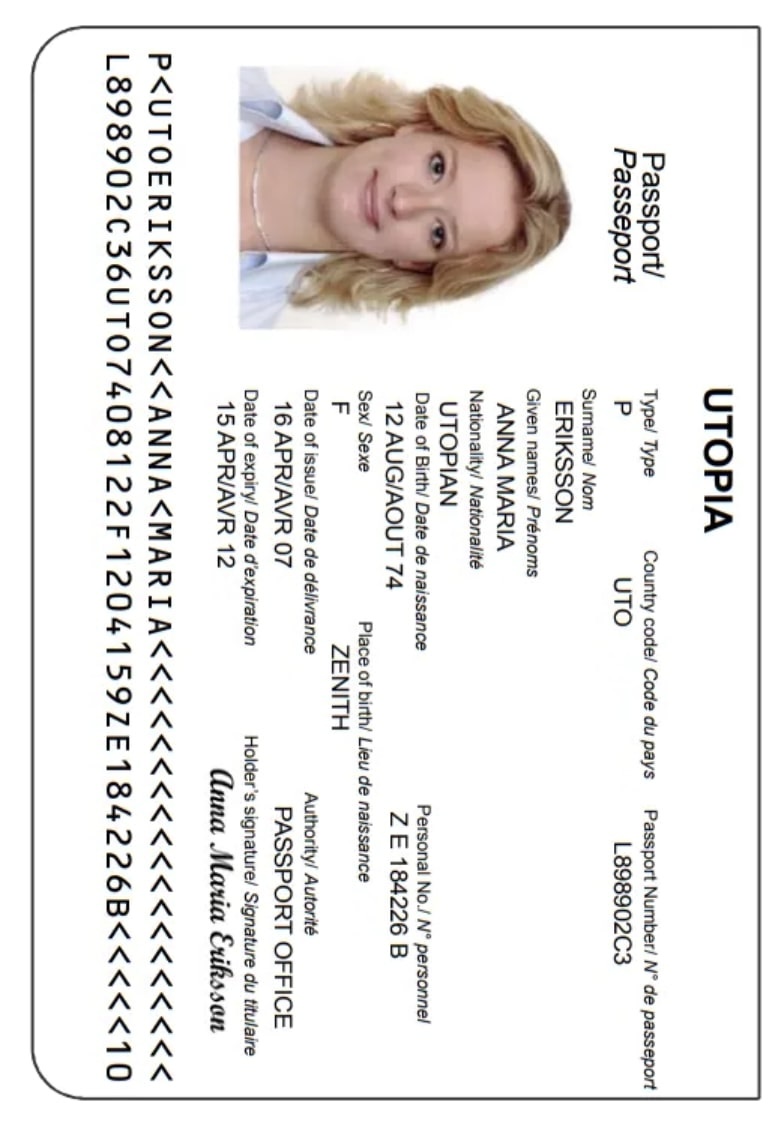 UTOPIA
Passport/
Passeport
Type/ Type
Country code/ Code du pays
Passport Number/ N° de passeport
P
UTO
L898902C3
Surname/ Nom
ERIKSSON
Given names/ Prénoms
ANNA MARIA
Nationality/ Nationalité
UTOPIAN
Date of Birth/ Date de naissance
Personal No./ N° personnel
12 AUG/AOUT 74
Z E 184226 B
Sex/ Sexe
Place of birth/ Lieu de naissance
F
ZENITH
Date of issue/ Date de délivrance
Authority/ Autorité
16 APR/AVR 07
PASSPORT OFFICE
Date of expiry/ Date d'expiration
Holder's signature/ Signature du titulaire
15 APR/AVR 12
Anna Maria Eriksson
P<UTOERIKSSON<<ANNA<MARIA<<<<<<<<<<<<<<<<<<<
L898902C36UTO7408122F1204159ZE184226B<<<<<10